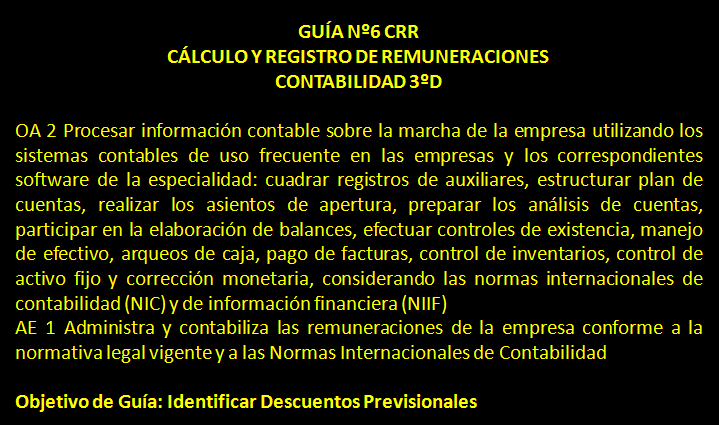 GUÍA Nº6 CRR
CÁLCULO Y REGISTRO DE REMUNERACIONES
CONTABILIDAD 3ºD
OA 2 Procesar información contable sobre la marcha de la empresa utilizando los
sistemas contables de uso frecuente en las empresas y los correspondientes
software de la especialidad: cuadrar registros de auxiliares, estructurar plan de
cuentas, realizar los asientos de apertura, preparar los análisis de cuentas,
participar en la elaboración de balances, efectuar controles de existencia, manejo
de efectivo, arqueos de caja, pago de facturas, control de inventarios, control de
activo fijo y corrección monetaria, considerando las normas internacionales de
contabilidad (NIC) y de información financiera (NIIF)
AE 1 Administra y contabiliza las remuneraciones de la empresa conforme a la
normativa legal vigente y a las Normas Internacionales de Contabilidad
Objetivo de Guía: Identificar Descuentos Previsionales